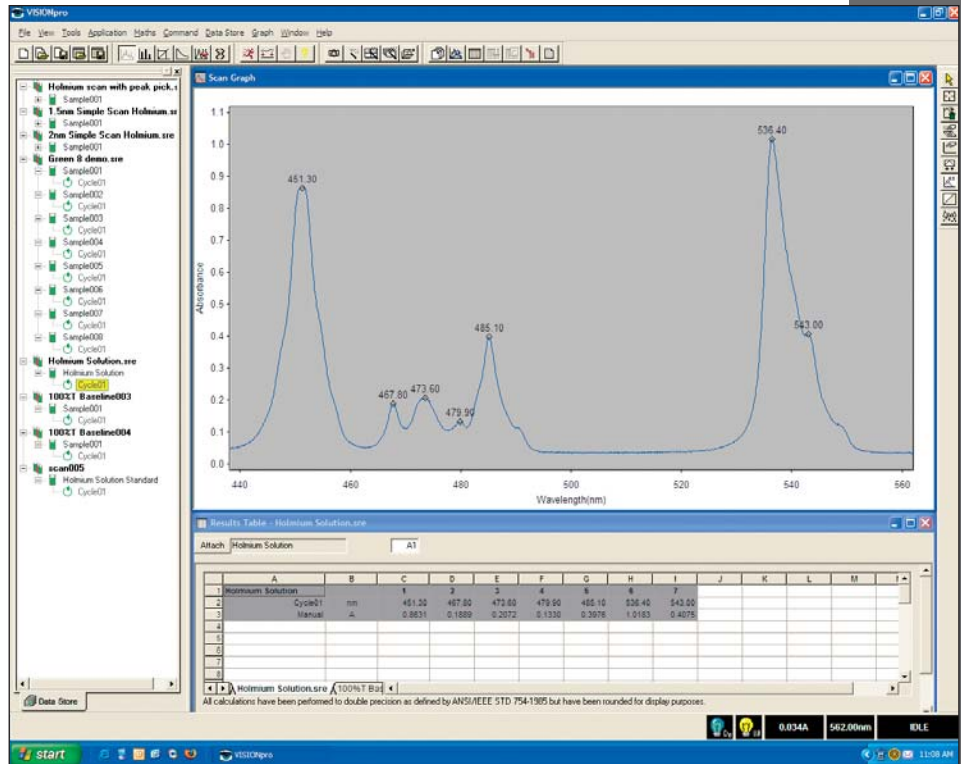 VISIONpro
File View Tools Application Maths Command Data Store Graph Window Help
Holmium scan with peak pick.s
Sample001
1.5nm Simple Scan Holmium.sr
Sample001
2nm Simple Scan Holmium.sre
Sample001
Green 8 demo.sre
Sample001
Cycle01
Sample002
Cycle01
Sample003
Cycle01
Sample004
Cycle01
Sample005
Cycle01
Sample006
Cycle01
Sample007
Cycle01
Sample008
Cycle01
Holmium Solution.sre
Holmium Solution
Cycle01
100%T Baseline003
Sample001
Cycle01
100%T Baseline004
Sample001
Cycle01
scan005
Holmium Solution Standard
Cycle01
Data Store
Scan Graph
1.1
1.0
0.9
0.8
0.7
0.6
0.5
0.4
0.3
0.2
0.1
0.0
Absorbance
451.30
467.80
473.60
479.90
485.10
536.40
543.00
440 460 480 500 520 540 560
Wavelength(nm)
Results Table - Holmium Solution.sre
Attach Holmium Solution A1
A B C D E F G H I J K L M
1 Holmium Solution 1 2 3 4 5 6 7
2 Cycle01 nm 451.30 467.80 473.60 479.90 485.10 536.40 543.00
3 Manual A 0.8631 0.1889 0.2072 0.1330 0.3976 1.0183 0.4075
4
5
6
7
8
Holmium Solution.sre 100%T Bas
All calculations have been performed to double precision as defined by ANSI/IEEE STD 754-1985 but have been rounded for display purposes.
0.034A 562.00nm IDLE
start VISIONpro 11:08 AM